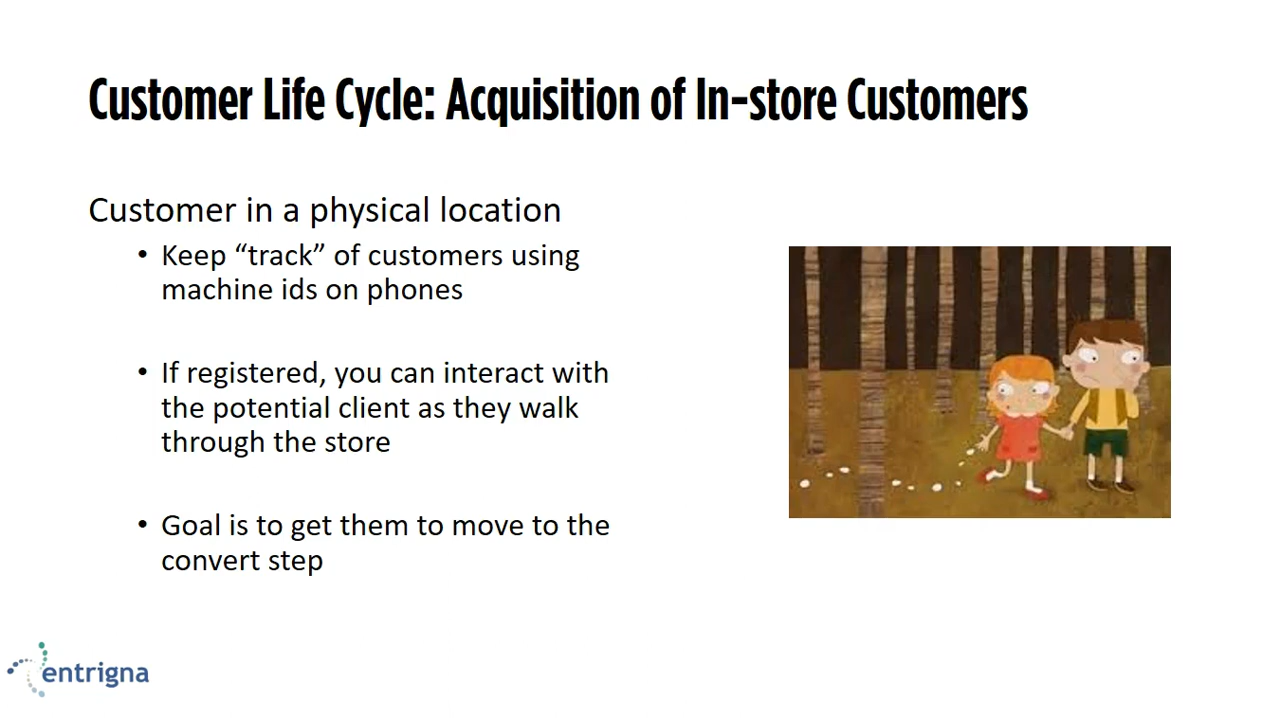 Customer Life Cycle: Acquisition of In-store Customers
Customer in a physical location
• Keep “track” of customers using
machine ids on phones
• If registered, you can interact with
the potential client as they walk
through the store
• Goal is to get them to move to the
convert step
entrigna